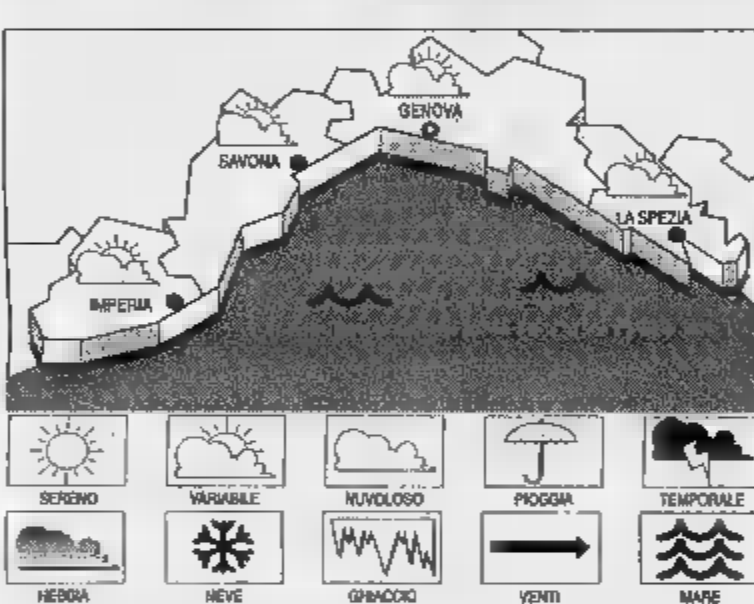 GENOVA
SAVONA
LA SPEZIA
IMPERIA
SERENO VARIABILE NUVOLOSO PIOGGIA TEMPORALE
NEBBIA NEVE GHIACCIO VENTI MARE